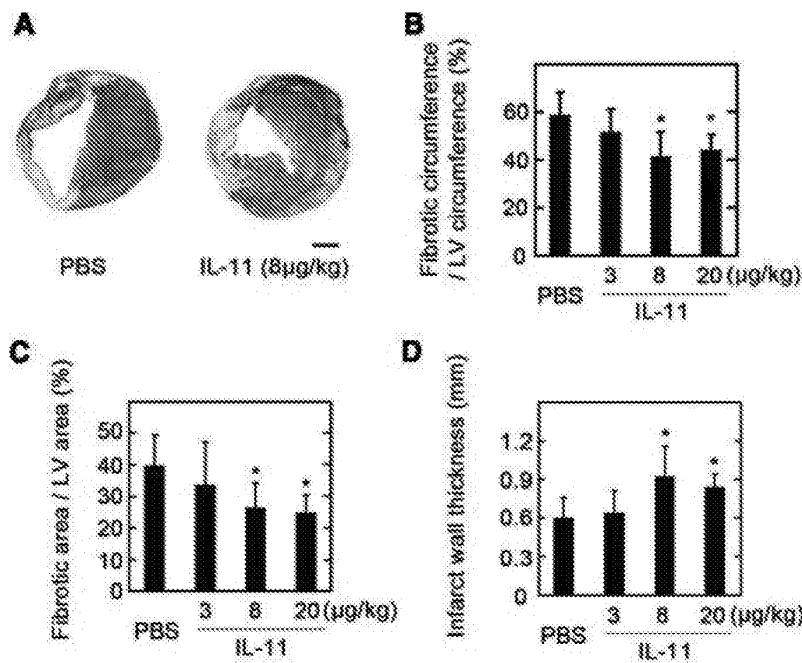 A
PBS
IL-11 (8μg/kg)
B
Fibrotic circumference
/ LV circumference (%)
60
40
20
0
PBS
3 8 20 (μg/kg)
IL-11
*
*
C
Fibrotic area / LV area (%)
50
40
30
20
10
0
PBS
3 8 20 (μg/kg)
IL-11
*
*
D
Infarct wall thickness (mm)
1.2
0.9
0.6
0.3
0
PBS
3 8 20 (μg/kg)
IL-11
*
*